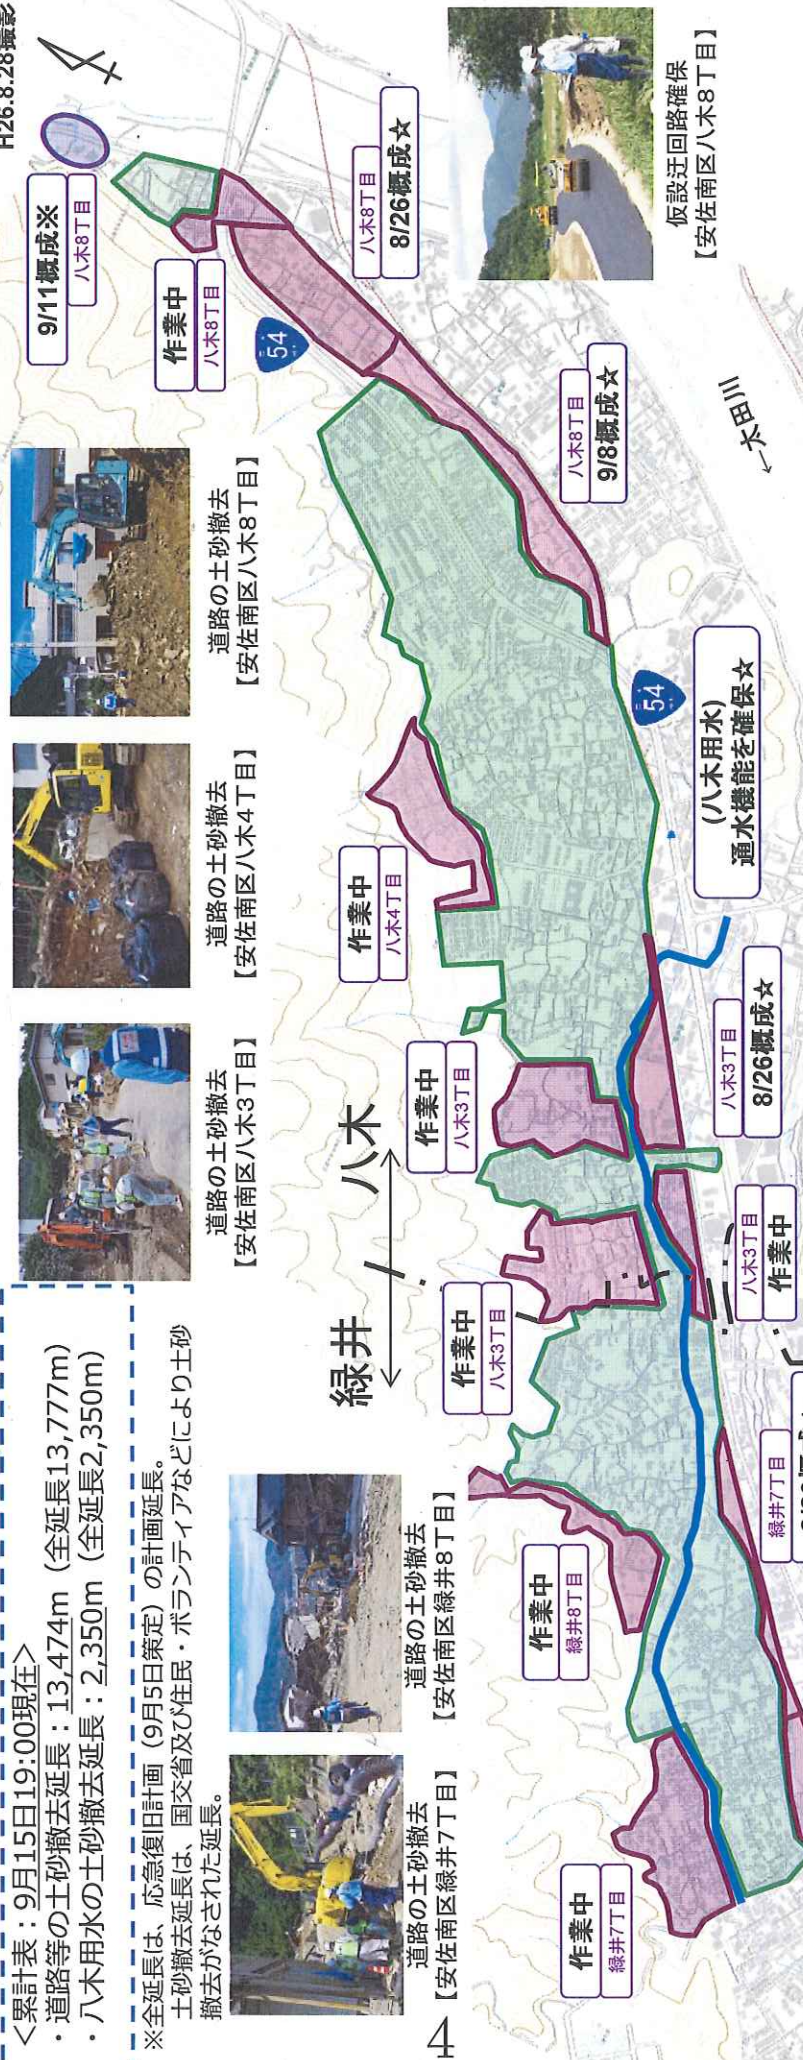 H26.8.28撮影
<累計表：9月15日19:00現在>
・道路等の土砂撤去延長：13,474m（全延長13,777m）
・八木用水の土砂撤去延長：2,350m（全延長2,350m）
※全延長は、応急復旧計画（9月5日策定）の計画延長。
土砂撤去延長は、国交省及び住民・ボランティアなどにより土砂
撤去がなされた延長。
道路の土砂撤去
【安佐南区緑井7丁目】
道路の土砂撤去
【安佐南区緑井8丁目】
道路の土砂撤去
【安佐南区八木3丁目】
道路の土砂撤去
【安佐南区八木4丁目】
道路の土砂撤去
【安佐南区八木8丁目】
9/11概成※
八木8丁目
作業中
八木8丁目
54
八木8丁目
8/26概成☆
仮設迂回路確保
【安佐南区八木8丁目】
緑井
八木
作業中
緑井7丁目
作業中
緑井8丁目
作業中
八木3丁目
作業中
八木3丁目
作業中
八木4丁目
八木8丁目
9/8概成☆
←太田川
54
(八木用水)
通水機能を確保☆
八木3丁目
8/26概成☆
八木3丁目
作業中
緑井7丁目
4